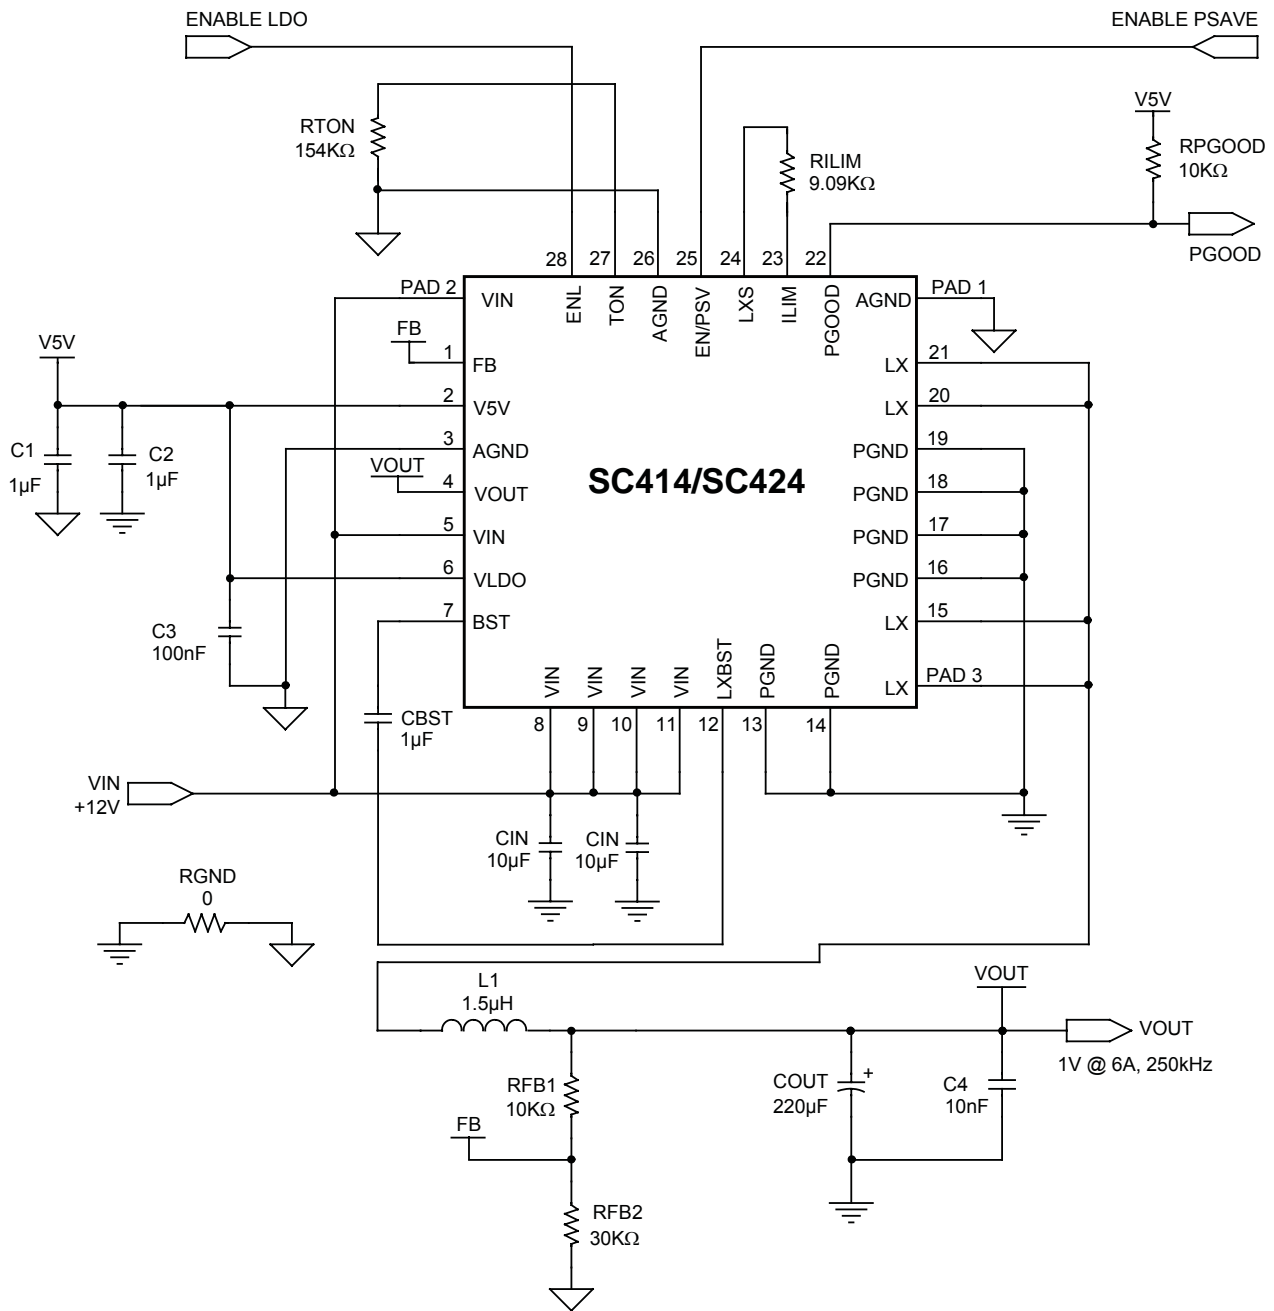 ENABLE LDO
ENABLE PSAVE
V5V
RTON
154KΩ
RILIM
9.09KΩ
RPGOOD
10KΩ
PGOOD
28
27
26
25
24
23
22
ENL
TON
AGND
EN/PSV
LXS
ILIM
PGOOD
PAD 2
VIN
AGND
PAD 1
FB
1
FB
V5V
2
V5V
3
AGND
VOUT
4
VOUT
5
VIN
6
VLDO
7
BST
SC414/SC424
LX
21
LX
20
PGND
19
PGND
18
PGND
17
PGND
16
LX
15
LX
PAD 3
C1
1µF
C2
1µF
C3
100nF
CBST
1µF
VIN
VIN
VIN
VIN
LXBST
PGND
PGND
8
9
10
11
12
13
14
VIN
+12V
CIN
10µF
CIN
10µF
RGND
0
L1
1.5µH
VOUT
VOUT
1V @ 6A, 250kHz
RFB1
10KΩ
COUT
+
220µF
C4
10nF
FB
RFB2
30KΩ